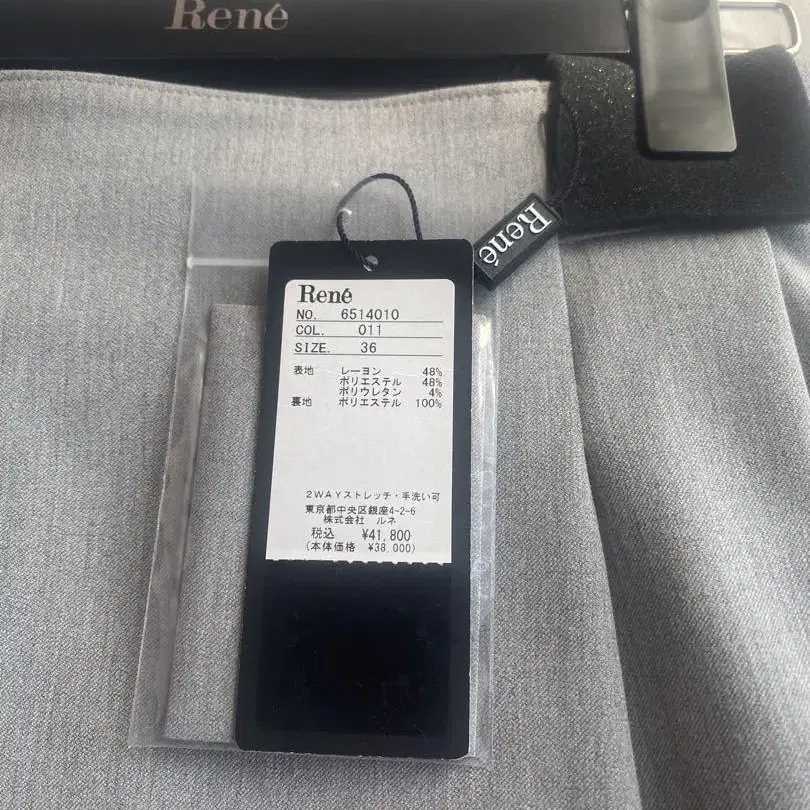 René
René
René
NO. 6514010
COL. 011
SIZE. 36
表地 レーヨン 48%
ポリエステル 48%
ポリウレタン 4%
裏地 ポリエステル 100%
2WAYストレッチ・手洗い可
東京都中央区銀座4-2-6
株式会社 ルネ
税込 ¥41,800
(本体価格 ¥38,000)